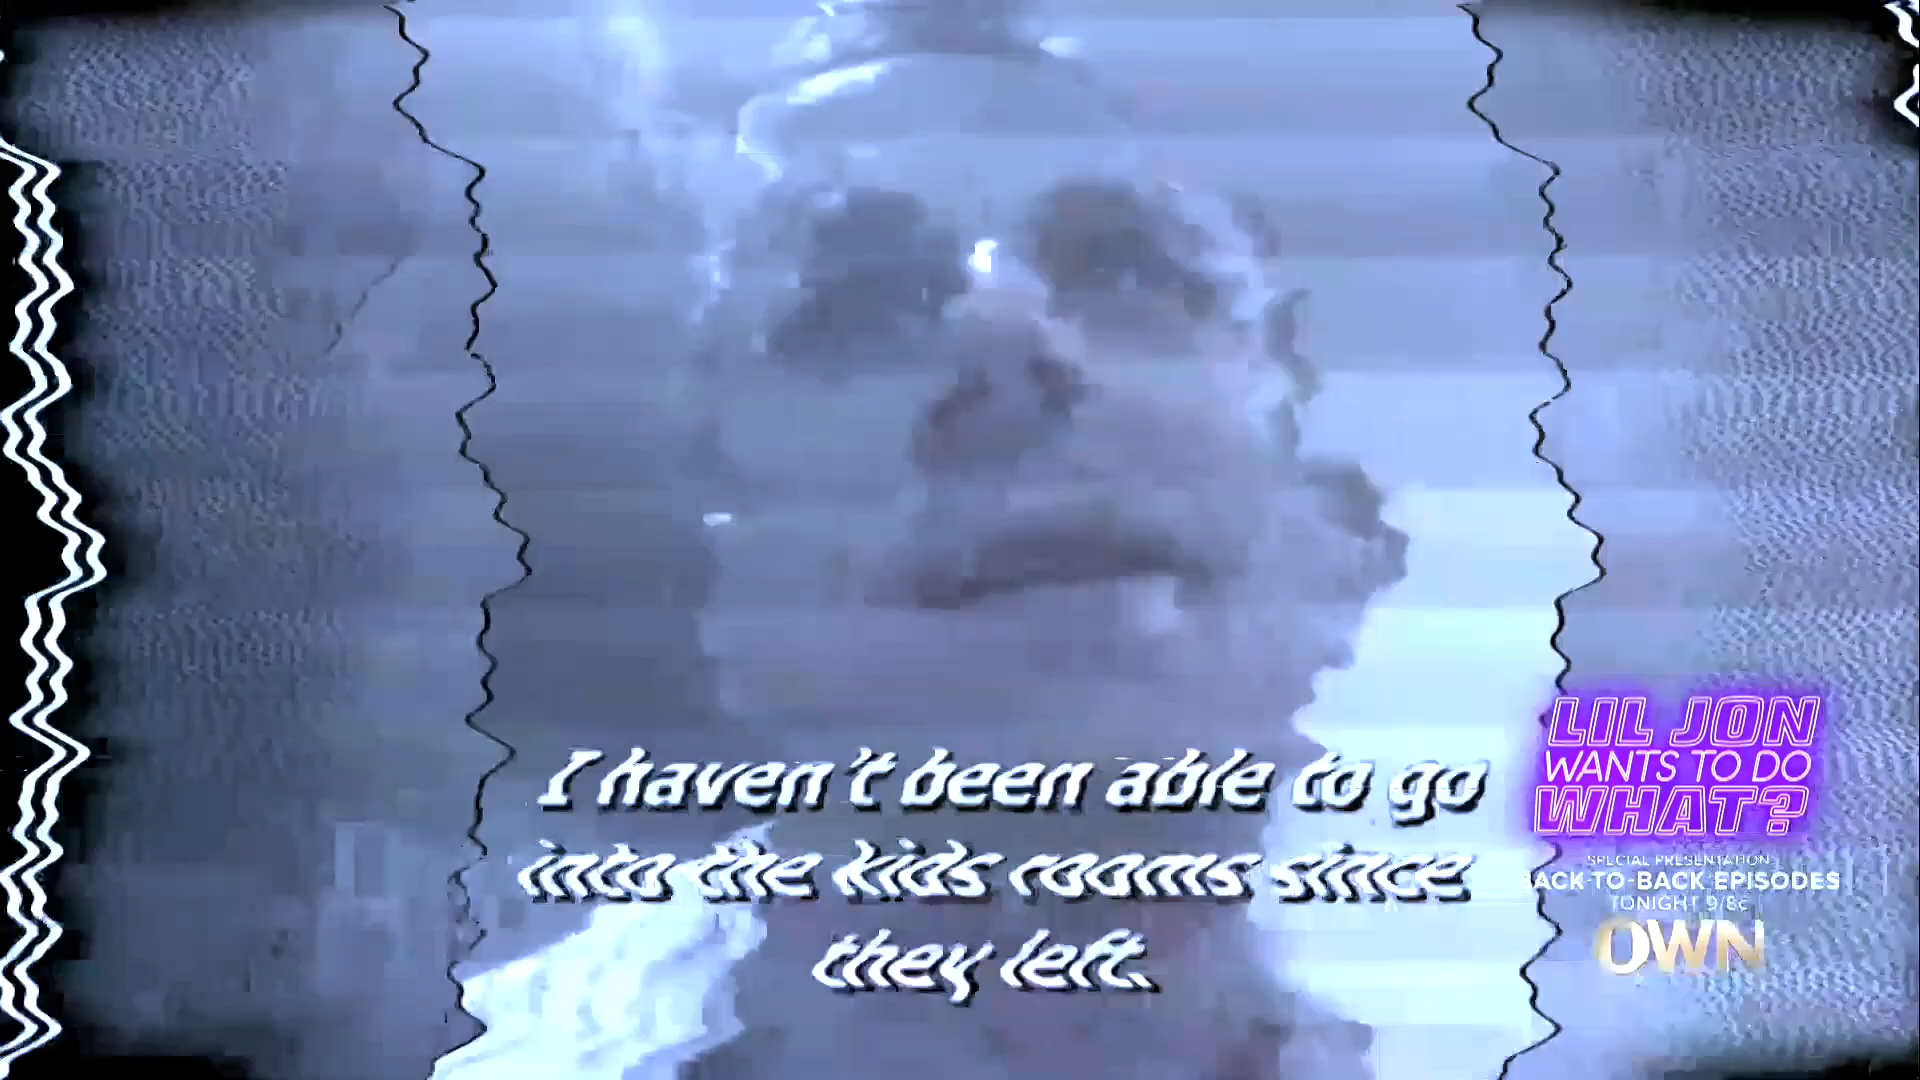 I haven't been able to go
into the kids rooms since
they left.
LIL JON
WANTS TO DO
WHAT?
SPECIAL PRESENTATION
ACK-TO-BACK EPISODES
TONIGHT 9/8c
OWN